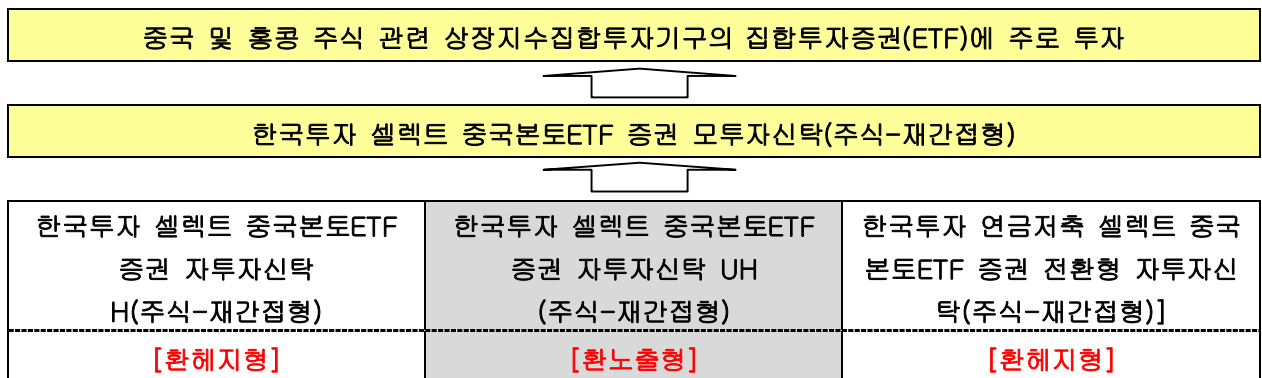 중국 및 홍콩 주식 관련 상장지수집합투자기구의 집합투자증권(ETF)에 주로 투자
한국투자 셀렉트 중국본토ETF 증권 모투자신탁(주식-재간접형)
한국투자 셀렉트 중국본토ETF
증권 자투자신탁
H(주식-재간접형)
[환헤지형]
한국투자 셀렉트 중국본토ETF
증권 자투자신탁 UH
(주식-재간접형)
[환노출형]
한국투자 연금저축 셀렉트 중국
본토ETF 증권 전환형 자투자신
탁(주식-재간접형)]
[환헤지형]